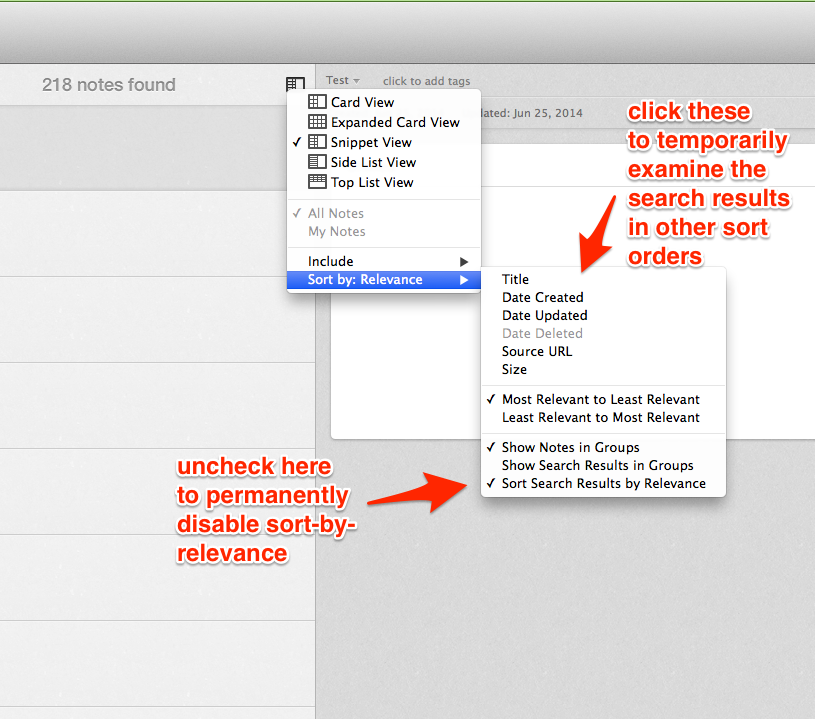 218 notes found
Test
click to add tags
dated: Jun 25, 2014
Card View
Expanded Card View
✓ Snippet View
Side List View
Top List View
✓ All Notes
My Notes
Include
Sort by: Relevance
click these
to temporarily
examine the
search results
in other sort
orders
Title
Date Created
Date Updated
Date Deleted
Source URL
Size
✓ Most Relevant to Least Relevant
Least Relevant to Most Relevant
✓ Show Notes in Groups
Show Search Results in Groups
✓ Sort Search Results by Relevance
uncheck here
to permanently
disable sort-by-
relevance